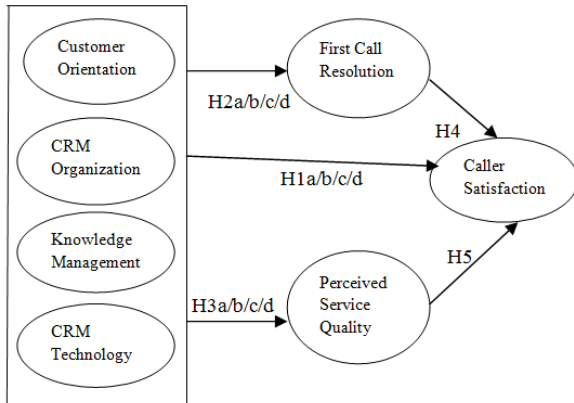 Customer
Orientation
First Call
Resolution
H2a/b/c/d
H4
CRM
Organization
H1a/b/c/d
Caller
Satisfaction
Knowledge
Management
H5
Perceived
Service
Quality
H3a/b/c/d
CRM
Technology